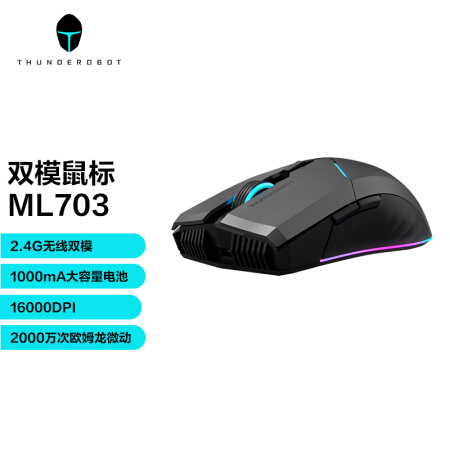 THUNDEROBOT
双模鼠标
ML703
2.4G无线双模
1000mA大容量电池
16000DPI
2000万次欧姆龙微动